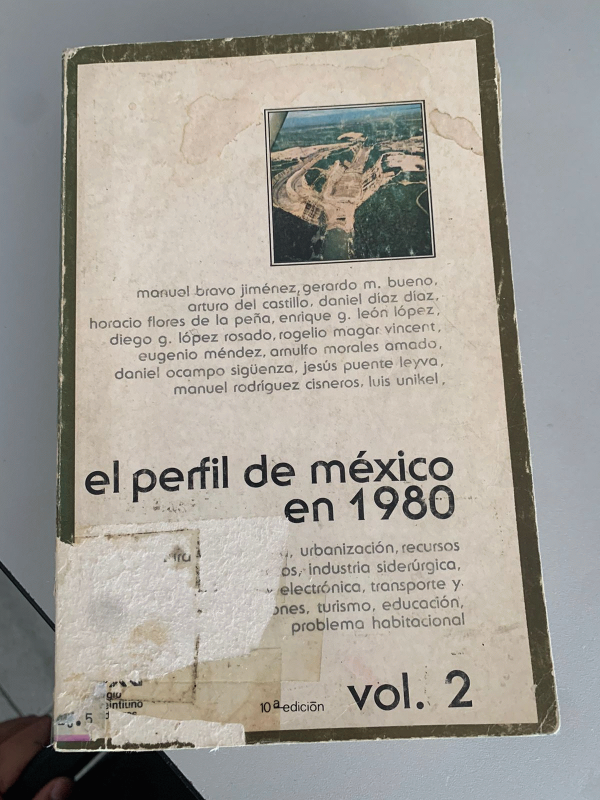 manuel bravo jiménez, gerardo m. bueno,
arturo del castillo, daniel díaz díaz,
horacio flores de la peña, enrique g. león lópez,
diego g. lópez rosado, rogelio magar vincent,
eugenio méndez, arnulfo morales amado,
daniel ocampo sigüenza, jesús puente leyva,
manuel rodríguez cisneros, luis unikel,
el perfil de méxico
en 1980
urbanización, recursos
os, industria siderúrgica,
y electrónica, transporte y
ones, turismo, educación,
problema habitacional
10ª edición
vol. 2